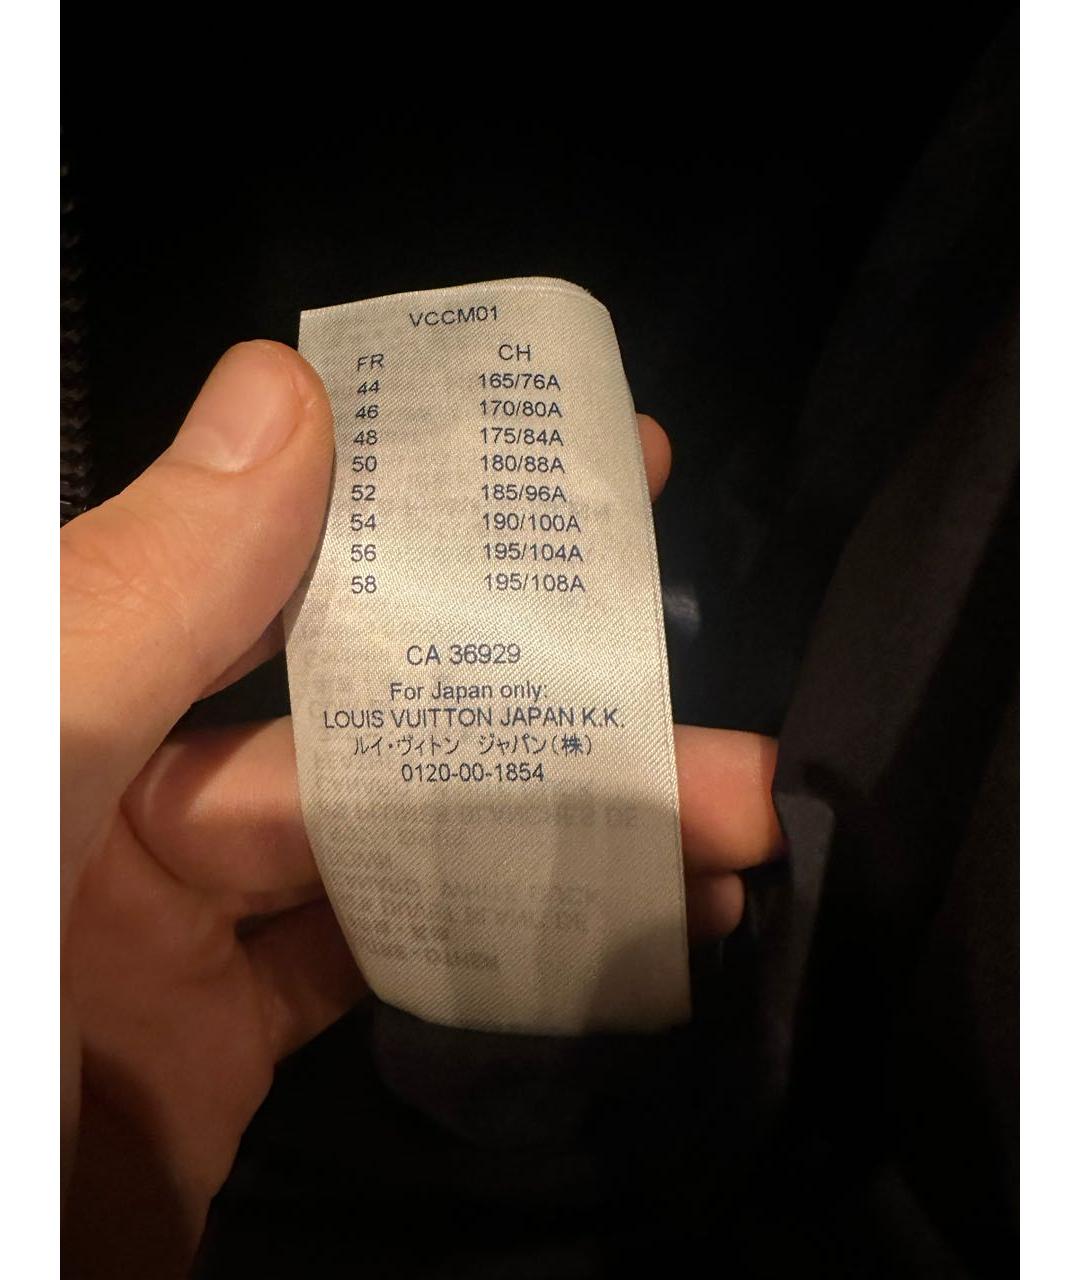 VCCM01
FR CH
44 165/76A
46 170/80A
48 175/84A
50 180/88A
52 185/96A
54 190/100A
56 195/104A
58 195/108A
CA 36929
For Japan only:
LOUIS VUITTON JAPAN K.K.
ルイ・ヴィトン ジャパン(株)
0120-00-1854